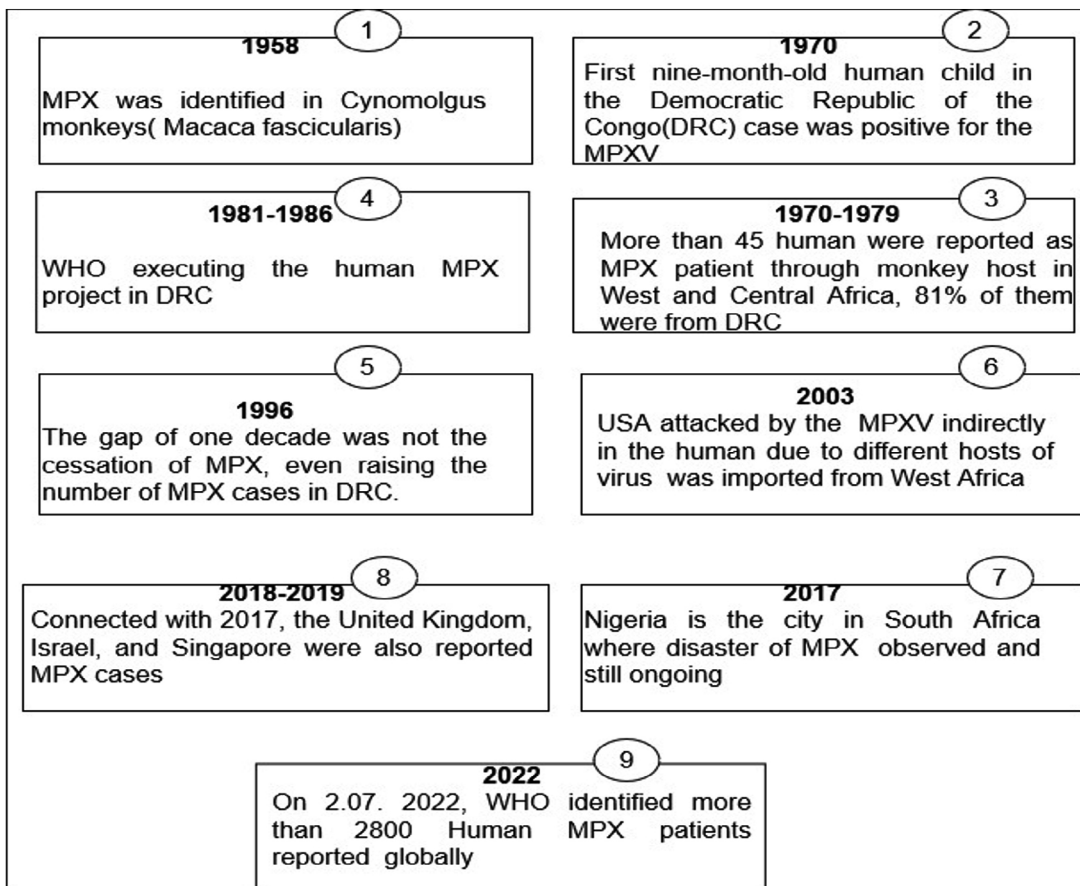 1
1958
MPX was identified in Cynomolgus
monkeys( Macaca fascicularis)
2
1970
First nine-month-old human child in
the Democratic Republic of the
Congo(DRC) case was positive for the
MPXV
4
1981-1986
WHO executing the human MPX
project in DRC
3
1970-1979
More than 45 human were reported as
MPX patient through monkey host in
West and Central Africa, 81% of them
were from DRC
5
1996
The gap of one decade was not the
cessation of MPX, even raising the
number of MPX cases in DRC.
6
2003
USA attacked by the MPXV indirectly
in the human due to different hosts of
virus was imported from West Africa
8
2018-2019
Connected with 2017, the United Kingdom,
Israel, and Singapore were also reported
MPX cases
7
2017
Nigeria is the city in South Africa
where disaster of MPX observed and
still ongoing
9
2022
On 2.07. 2022, WHO identified more
than 2800 Human MPX patients
reported globally